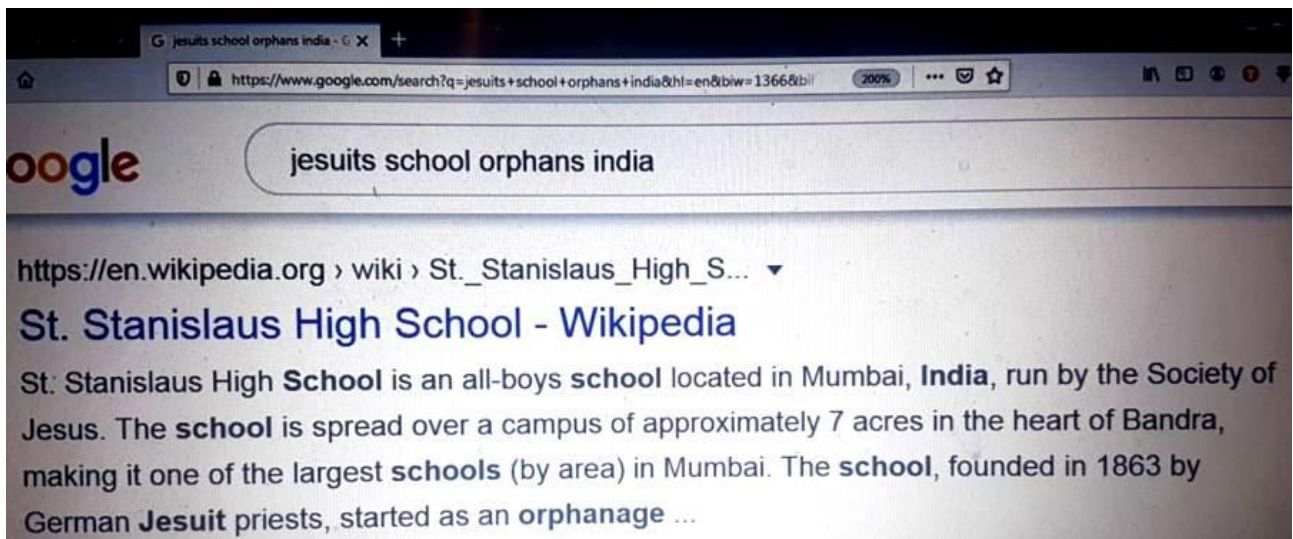 G jesuits school orphans india - G X +
https://www.google.com/search?q=jesuits+school+orphans+india&hl=en&biw=1366&bi 200% ...
oogle jesuits school orphans india
https://en.wikipedia.org › wiki › St._Stanislaus_High_S... ▼
St. Stanislaus High School - Wikipedia
St. Stanislaus High School is an all-boys school located in Mumbai, India, run by the Society of
Jesus. The school is spread over a campus of approximately 7 acres in the heart of Bandra,
making it one of the largest schools (by area) in Mumbai. The school, founded in 1863 by
German Jesuit priests, started as an orphanage ...